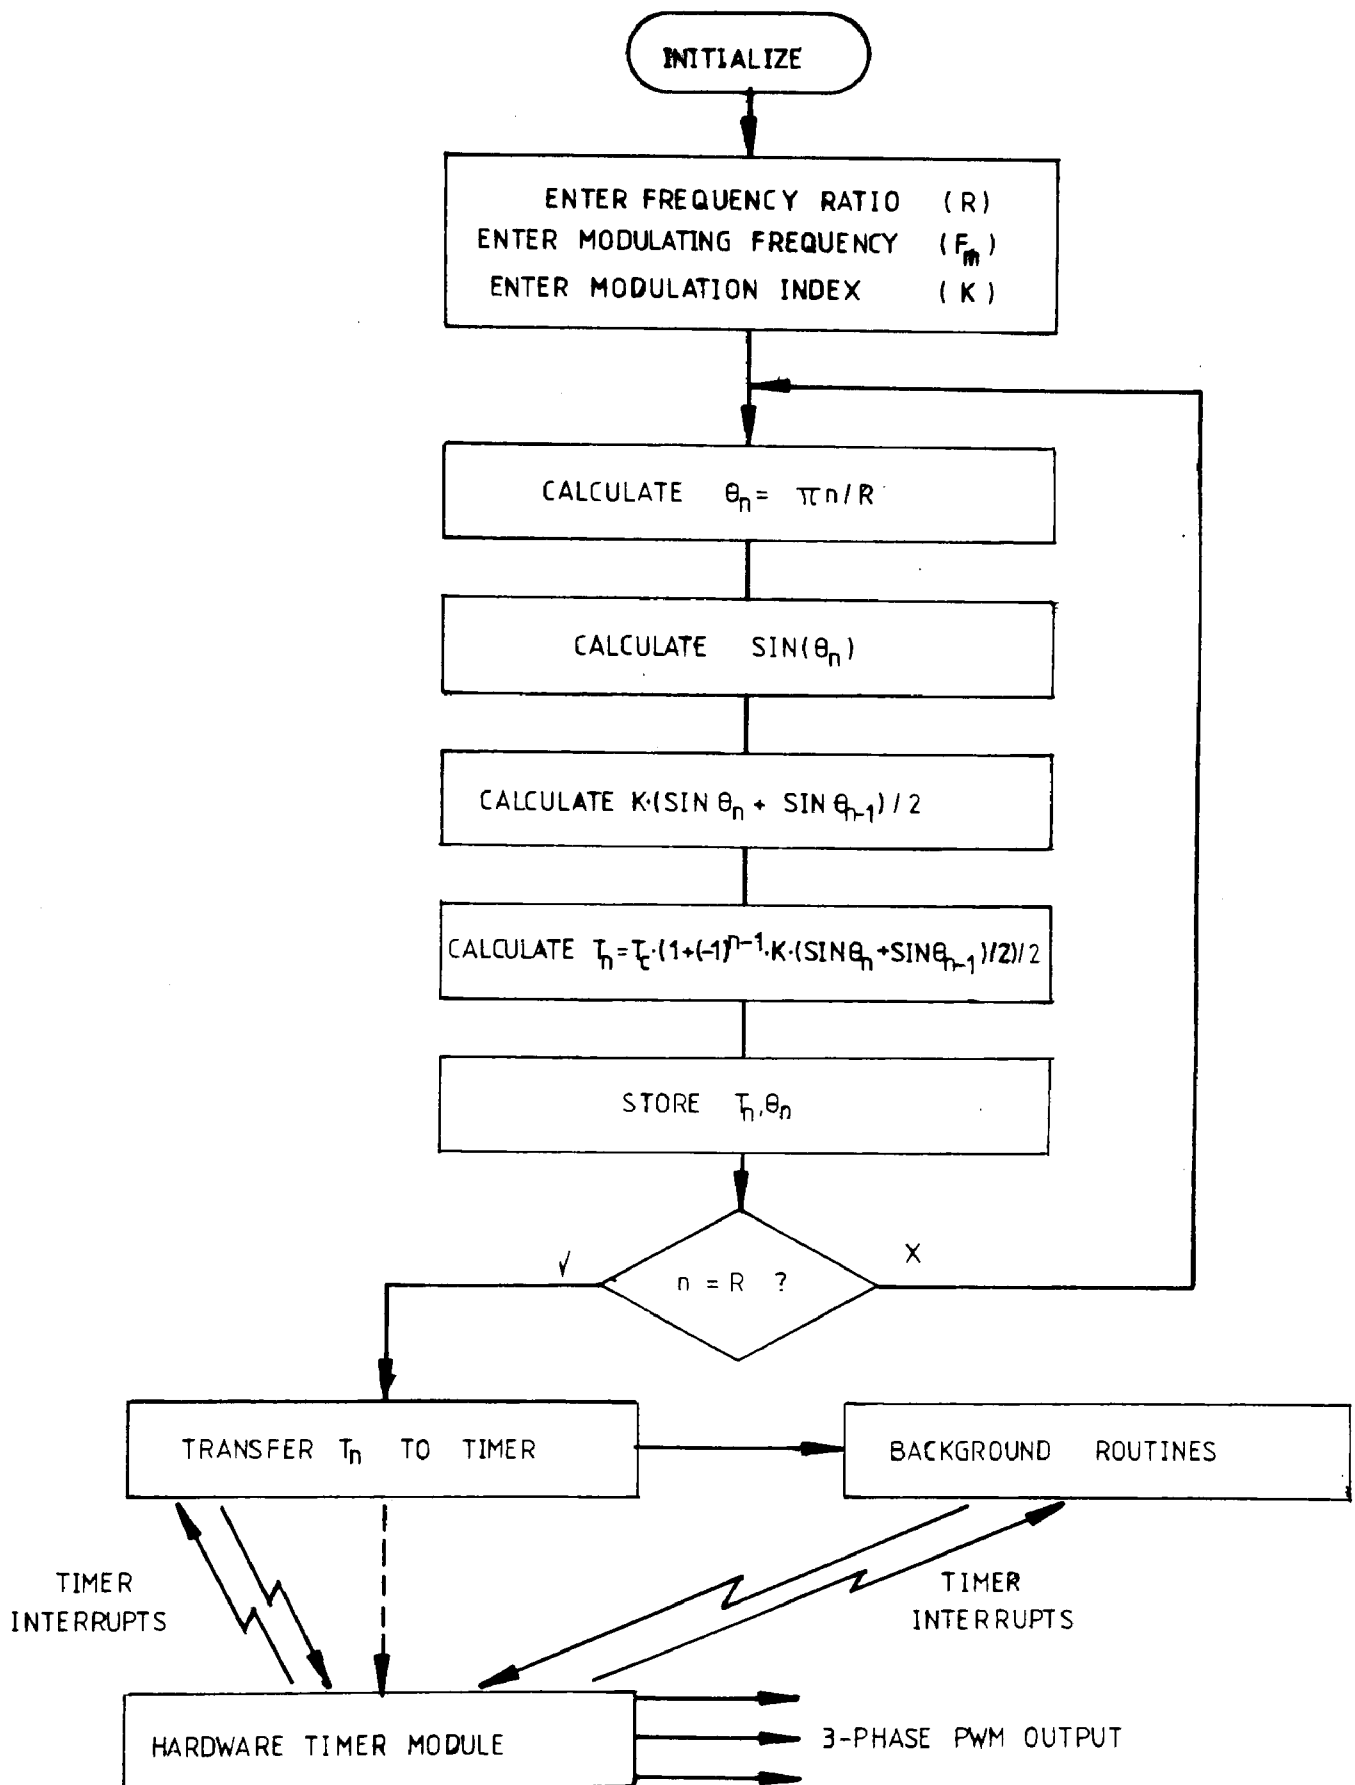 INITIALIZE
ENTER FREQUENCY RATIO (R)
ENTER MODULATING FREQUENCY (Fm)
ENTER MODULATION INDEX (K)
CALCULATE θn = πn/R
CALCULATE SIN(θn)
CALCULATE K·(SIN θn + SIN θn-1)/2
CALCULATE Tn=Tc·(1+(-1)^n-1·K·(SINθn+SINθn-1)/2)/2
STORE Tn,θn
√
n = R ?
X
TRANSFER Tn TO TIMER
BACKGROUND ROUTINES
TIMER
INTERRUPTS
TIMER
INTERRUPTS
HARDWARE TIMER MODULE
3-PHASE PWM OUTPUT